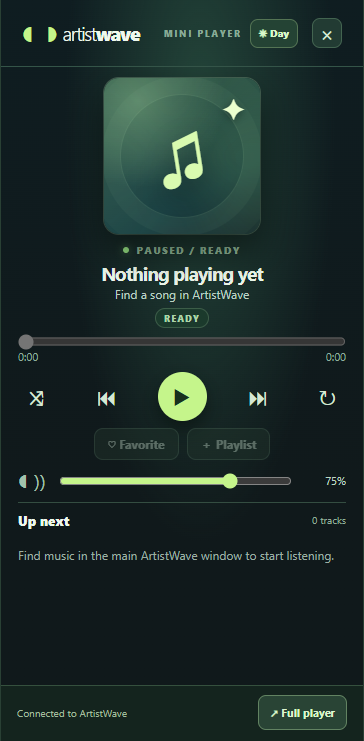 artistwave
MINI PLAYER
Day
PAUSED / READY
Nothing playing yet
Find a song in ArtistWave
READY
0:00 0:00
♡ Favorite + Playlist
75%
Up next 0 tracks
Find music in the main ArtistWave window to start listening.
Connected to ArtistWave
↗ Full player